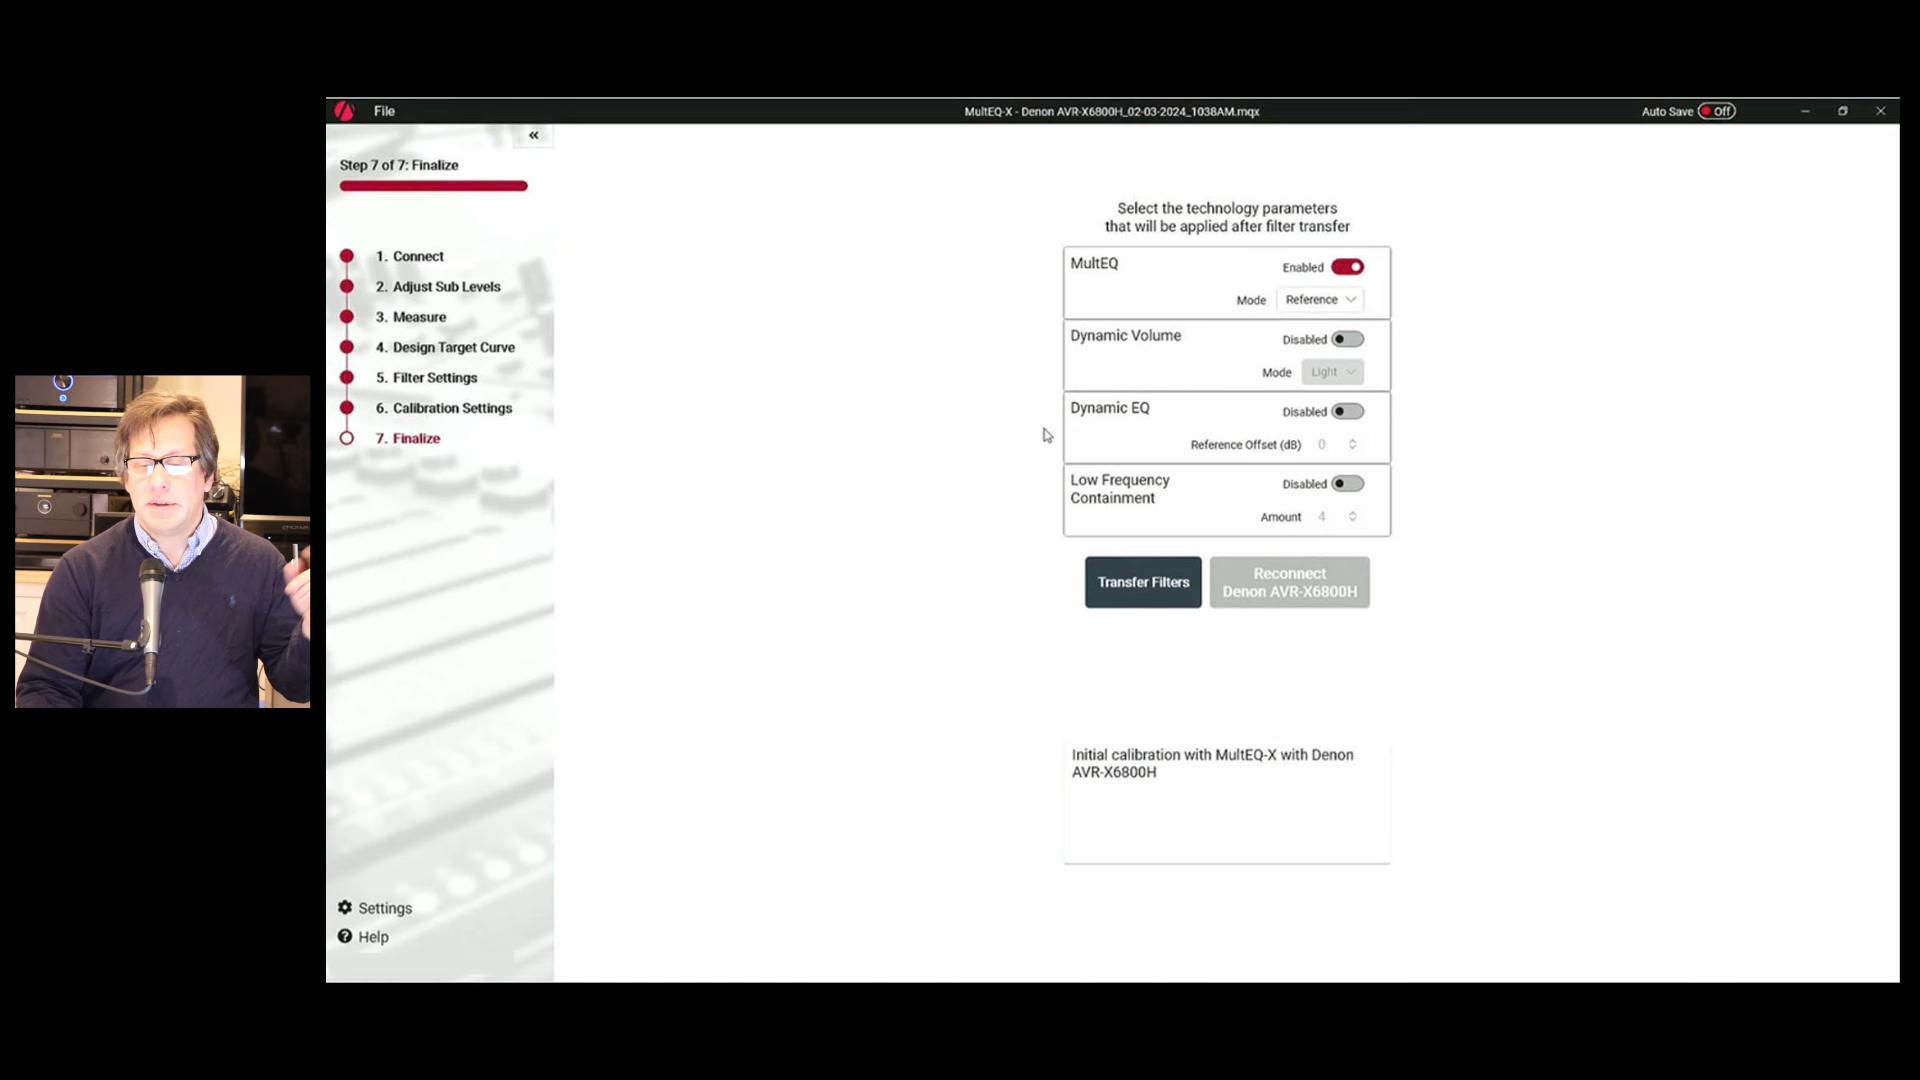 File
MultEQ-X - Denon AVR-X6800H_02-03-2024_1038AM.mqx
Auto Save Off
«
Step 7 of 7: Finalize
1. Connect
2. Adjust Sub Levels
3. Measure
4. Design Target Curve
5. Filter Settings
6. Calibration Settings
7. Finalize
Settings
Help
Select the technology parameters
that will be applied after filter transfer
MultEQ
Enabled
Mode Reference
Dynamic Volume
Disabled
Mode Light
Dynamic EQ
Disabled
Reference Offset (dB) 0
Low Frequency
Containment
Disabled
Amount 4
Transfer Filters
Reconnect
Denon AVR-X6800H
Initial calibration with MultEQ-X with Denon
AVR-X6800H